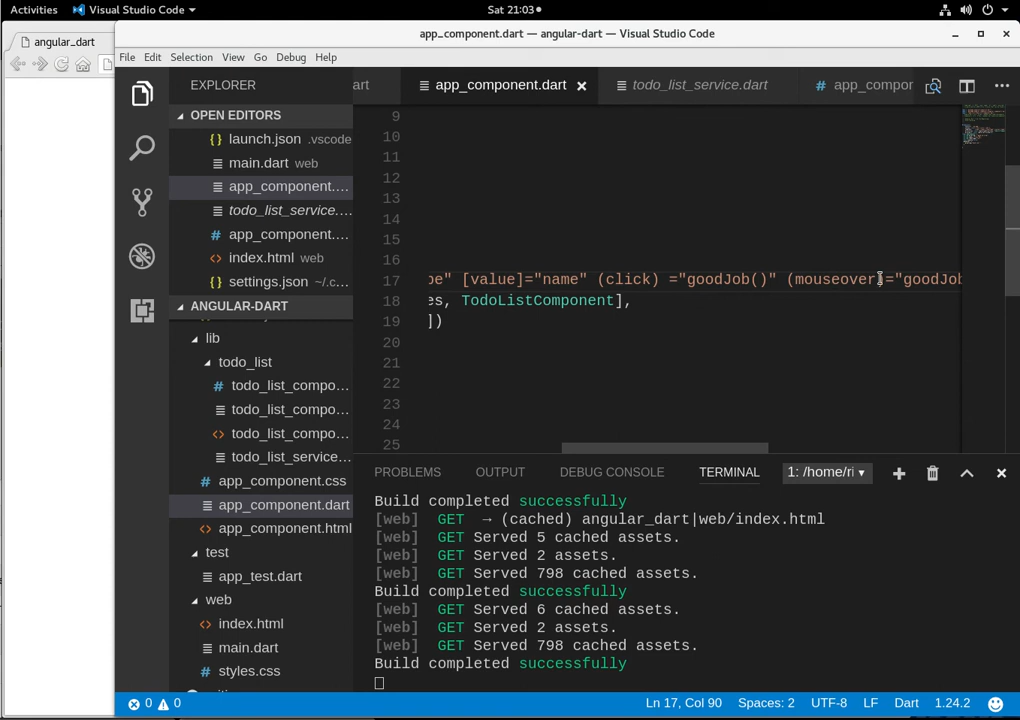 Activities Visual Studio Code Sat 21:03
angular_dart
app_component.dart — angular-dart — Visual Studio Code
File Edit Selection View Go Debug Help
EXPLORER
art app_component.dart todo_list_service.dart # app_compor
OPEN EDITORS
{} launch.json .vscode
main.dart web
app_component....
todo_list_service....
# app_component....
<> index.html web
{} settings.json ~/.c...
ANGULAR-DART
lib
todo_list
# todo_list_compo...
todo_list_compo...
<> todo_list_compo...
todo_list_service...
# app_component.css
app_component.dart
<> app_component.html
test
app_test.dart
web
<> index.html
main.dart
# styles.css
9
10
11
12
13
14
15
16
17 pe" [value]="name" (click) ="goodJob()" (mouseover)="goodJob
18 es, TodoListComponent],
19 ])
20
21
22
23
24
25
PROBLEMS OUTPUT DEBUG CONSOLE TERMINAL 1: /home/ri
Build completed successfully
[web] GET → (cached) angular_dart|web/index.html
[web] GET Served 5 cached assets.
[web] GET Served 2 assets.
[web] GET Served 798 cached assets.
Build completed successfully
[web] GET Served 6 cached assets.
[web] GET Served 2 assets.
[web] GET Served 798 cached assets.
Build completed successfully
0 0 Ln 17, Col 90 Spaces: 2 UTF-8 LF Dart 1.24.2